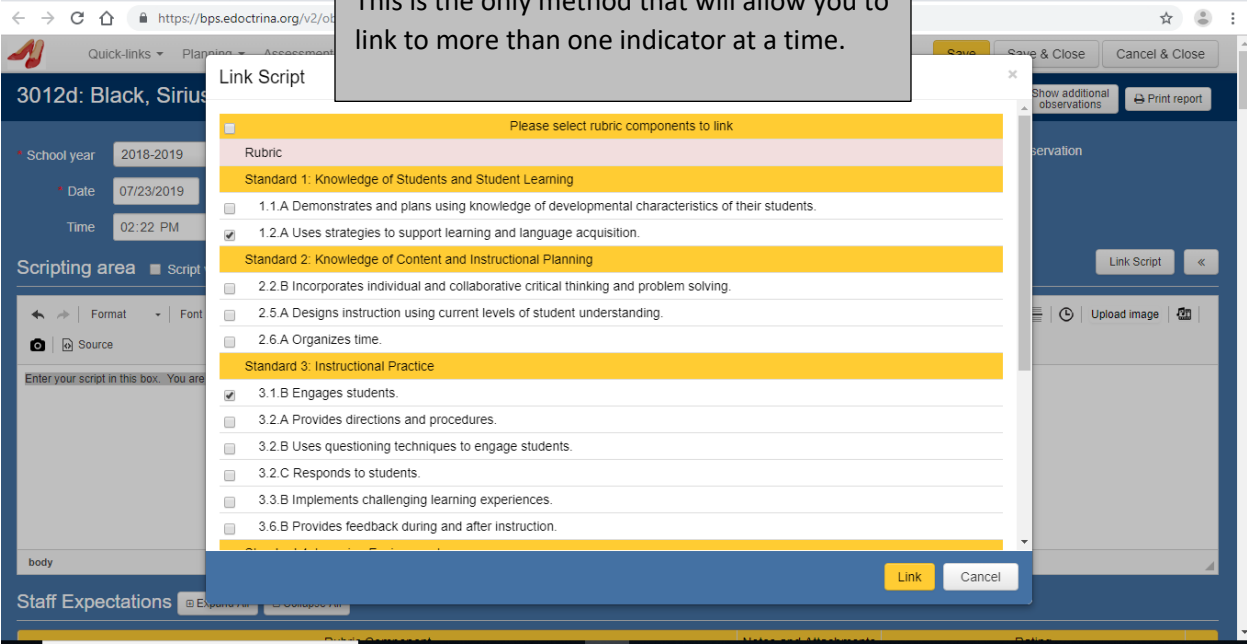 https://bps.edoctrina.org/v2/ob
This is the only method that will allow you to
link to more than one indicator at a time.
Quick-links Planning Assessment Save Save & Close Cancel & Close
Link Script ×
3012d: Black, Sirius Show additional observations Print report
Please select rubric components to link
* School year 2018-2019 Rubric servation
Standard 1: Knowledge of Students and Student Learning
* Date 07/23/2019
1.1.A Demonstrates and plans using knowledge of developmental characteristics of their students.
Time 02:22 PM
1.2.A Uses strategies to support learning and language acquisition.
Standard 2: Knowledge of Content and Instructional Planning
Scripting area Script Link Script «
2.2.B Incorporates individual and collaborative critical thinking and problem solving.
Format Font 2.5.A Designs instruction using current levels of student understanding. Upload image
Source 2.6.A Organizes time.
Standard 3: Instructional Practice
Enter your script in this box. You are
3.1.B Engages students.
3.2.A Provides directions and procedures.
3.2.B Uses questioning techniques to engage students.
3.2.C Responds to students.
3.3.B Implements challenging learning experiences.
3.6.B Provides feedback during and after instruction.
body
Link Cancel
Staff Expectations